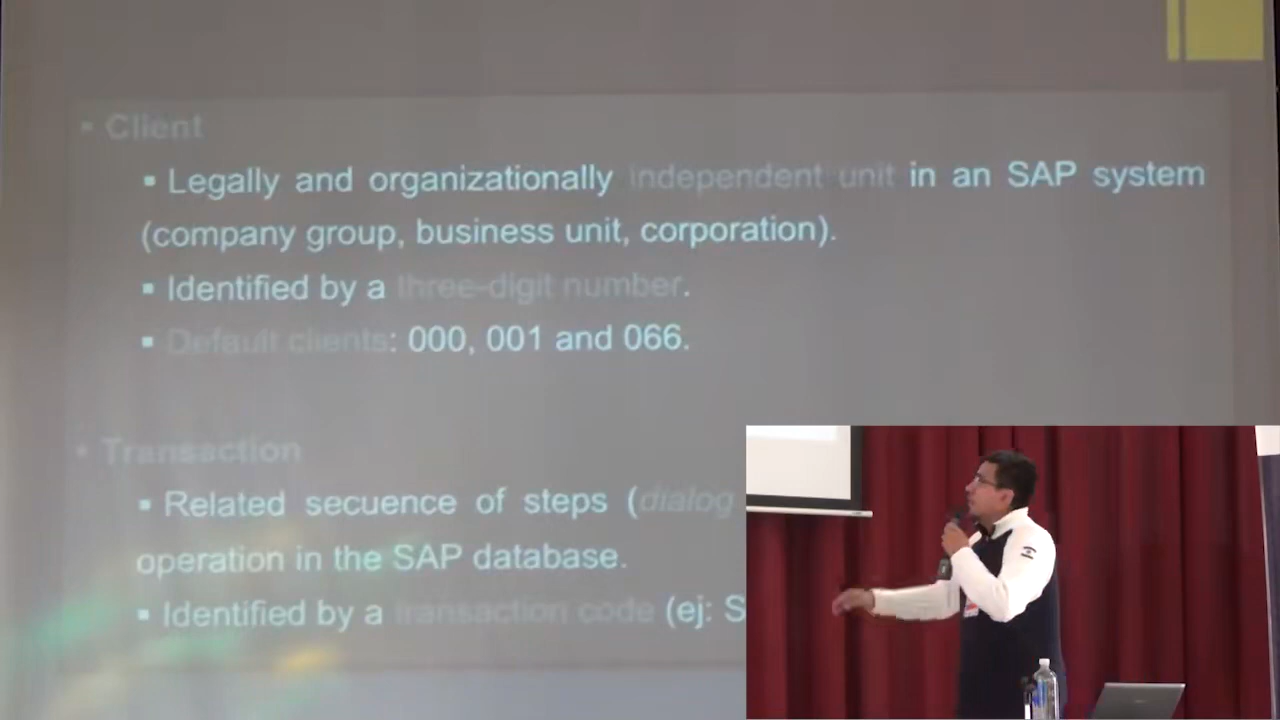 ▪ Client
▪ Legally and organizationally independent unit in an SAP system
(company group, business unit, corporation).
▪ Identified by a three-digit number.
▪ Default clients: 000, 001 and 066.
▪ Transaction
▪ Related secuence of steps (dialog
operation in the SAP database.
▪ Identified by a transaction code (ej: S